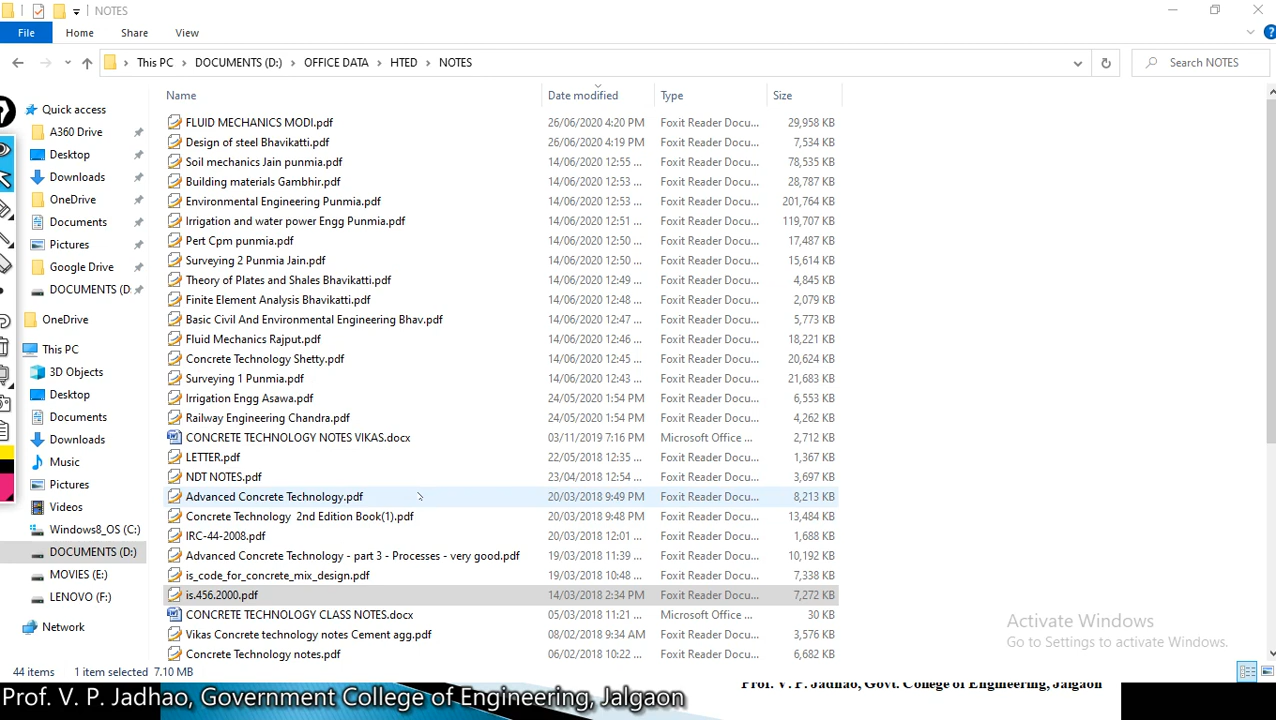 NOTES
File Home Share View
This PC DOCUMENTS (D:) OFFICE DATA HTED NOTES Search NOTES
Name Date modified Type Size
Quick access
A360 Drive
Desktop
Downloads
OneDrive
Documents
Pictures
Google Drive
DOCUMENTS (D
OneDrive
This PC
3D Objects
Desktop
Documents
Downloads
Music
Pictures
Videos
Windows8_OS (C:)
DOCUMENTS (D:)
MOVIES (E:)
LENOVO (F:)
Network
FLUID MECHANICS MODI.pdf 26/06/2020 4:20 PM Foxit Reader Docu... 29,958 KB
Design of steel Bhavikatti.pdf 26/06/2020 4:19 PM Foxit Reader Docu... 7,534 KB
Soil mechanics Jain punmia.pdf 14/06/2020 12:55 ... Foxit Reader Docu... 78,535 KB
Building materials Gambhir.pdf 14/06/2020 12:53 ... Foxit Reader Docu... 28,787 KB
Environmental Engineering Punmia.pdf 14/06/2020 12:53 ... Foxit Reader Docu... 201,764 KB
Irrigation and water power Engg Punmia.pdf 14/06/2020 12:51 ... Foxit Reader Docu... 119,707 KB
Pert Cpm punmia.pdf 14/06/2020 12:50 ... Foxit Reader Docu... 17,487 KB
Surveying 2 Punmia Jain.pdf 14/06/2020 12:50 ... Foxit Reader Docu... 15,614 KB
Theory of Plates and Shales Bhavikatti.pdf 14/06/2020 12:49 ... Foxit Reader Docu... 4,845 KB
Finite Element Analysis Bhavikatti.pdf 14/06/2020 12:48 ... Foxit Reader Docu... 2,079 KB
Basic Civil And Environmental Engineering Bhav.pdf 14/06/2020 12:47 ... Foxit Reader Docu... 5,773 KB
Fluid Mechanics Rajput.pdf 14/06/2020 12:46 ... Foxit Reader Docu... 18,221 KB
Concrete Technology Shetty.pdf 14/06/2020 12:45 ... Foxit Reader Docu... 20,624 KB
Surveying 1 Punmia.pdf 14/06/2020 12:43 ... Foxit Reader Docu... 21,683 KB
Irrigation Engg Asawa.pdf 24/05/2020 1:54 PM Foxit Reader Docu... 6,553 KB
Railway Engineering Chandra.pdf 24/05/2020 1:54 PM Foxit Reader Docu... 4,262 KB
CONCRETE TECHNOLOGY NOTES VIKAS.docx 03/11/2019 7:16 PM Microsoft Office ... 2,712 KB
LETTER.pdf 22/05/2018 12:35 ... Foxit Reader Docu... 1,367 KB
NDT NOTES.pdf 23/04/2018 12:54 ... Foxit Reader Docu... 3,697 KB
Advanced Concrete Technology.pdf 20/03/2018 9:49 PM Foxit Reader Docu... 8,213 KB
Concrete Technology 2nd Edition Book(1).pdf 20/03/2018 9:48 PM Foxit Reader Docu... 13,484 KB
IRC-44-2008.pdf 20/03/2018 12:01 ... Foxit Reader Docu... 1,688 KB
Advanced Concrete Technology - part 3 - Processes - very good.pdf 19/03/2018 11:39 ... Foxit Reader Docu... 10,192 KB
is_code_for_concrete_mix_design.pdf 19/03/2018 10:48 ... Foxit Reader Docu... 7,338 KB
is.456.2000.pdf 14/03/2018 2:34 PM Foxit Reader Docu... 7,272 KB
CONCRETE TECHNOLOGY CLASS NOTES.docx 05/03/2018 11:21 ... Microsoft Office ... 30 KB
Vikas Concrete technology notes Cement agg.pdf 08/02/2018 9:34 AM Foxit Reader Docu... 3,576 KB
Concrete Technology notes.pdf 06/02/2018 10:22 ... Foxit Reader Docu... 6,682 KB
Activate Windows
Go to Settings to activate Windows.
44 items 1 item selected 7.10 MB
Prof. V. P. Jadhao, Govt. College of Engineering, Jalgaon
Prof. V. P. Jadhao, Government College of Engineering, Jalgaon